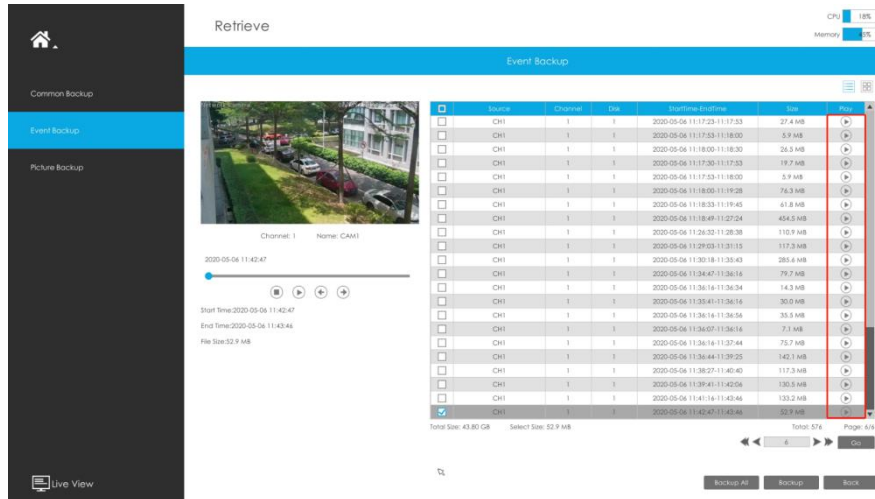 Retrieve
CPU 18%
Memory 45%
Event Backup
Common Backup
Event Backup
Picture Backup
Channel: 1 Name: CAM1
2020-05-06 11:42:47
Start Time:2020-05-06 11:42:47
End Time:2020-05-06 11:43:46
File Size:52.9 MB
Source Channel Disk StartTime-EndTime Size Play
CH1 1 1 2020-05-06 11:17:23-11:17:53 27.4 MB
CH1 1 1 2020-05-06 11:17:53-11:18:00 5.9 MB
CH1 1 1 2020-05-06 11:18:00-11:18:30 26.5 MB
CH1 1 1 2020-05-06 11:17:30-11:17:53 19.7 MB
CH1 1 1 2020-05-06 11:17:53-11:18:00 5.9 MB
CH1 1 1 2020-05-06 11:18:00-11:19:28 76.3 MB
CH1 1 1 2020-05-06 11:18:33-11:19:45 61.8 MB
CH1 1 1 2020-05-06 11:18:49-11:27:24 454.5 MB
CH1 1 1 2020-05-06 11:26:32-11:28:38 110.9 MB
CH1 1 1 2020-05-06 11:29:03-11:31:15 117.3 MB
CH1 1 1 2020-05-06 11:30:18-11:35:43 285.6 MB
CH1 1 1 2020-05-06 11:34:47-11:36:16 79.7 MB
CH1 1 1 2020-05-06 11:36:16-11:36:34 14.3 MB
CH1 1 1 2020-05-06 11:35:41-11:36:16 30.0 MB
CH1 1 1 2020-05-06 11:36:16-11:36:56 35.5 MB
CH1 1 1 2020-05-06 11:36:07-11:36:16 7.1 MB
CH1 1 1 2020-05-06 11:36:16-11:37:44 75.7 MB
CH1 1 1 2020-05-06 11:36:44-11:39:25 142.1 MB
CH1 1 1 2020-05-06 11:38:27-11:40:40 117.3 MB
CH1 1 1 2020-05-06 11:39:41-11:42:06 130.5 MB
CH1 1 1 2020-05-06 11:41:16-11:43:46 133.2 MB
CH1 1 1 2020-05-06 11:42:47-11:43:46 52.9 MB
Total Size: 43.80 GB Select Size: 52.9 MB Total: 576 Page: 6/6
6 Go
Live View
Backup All Backup Back